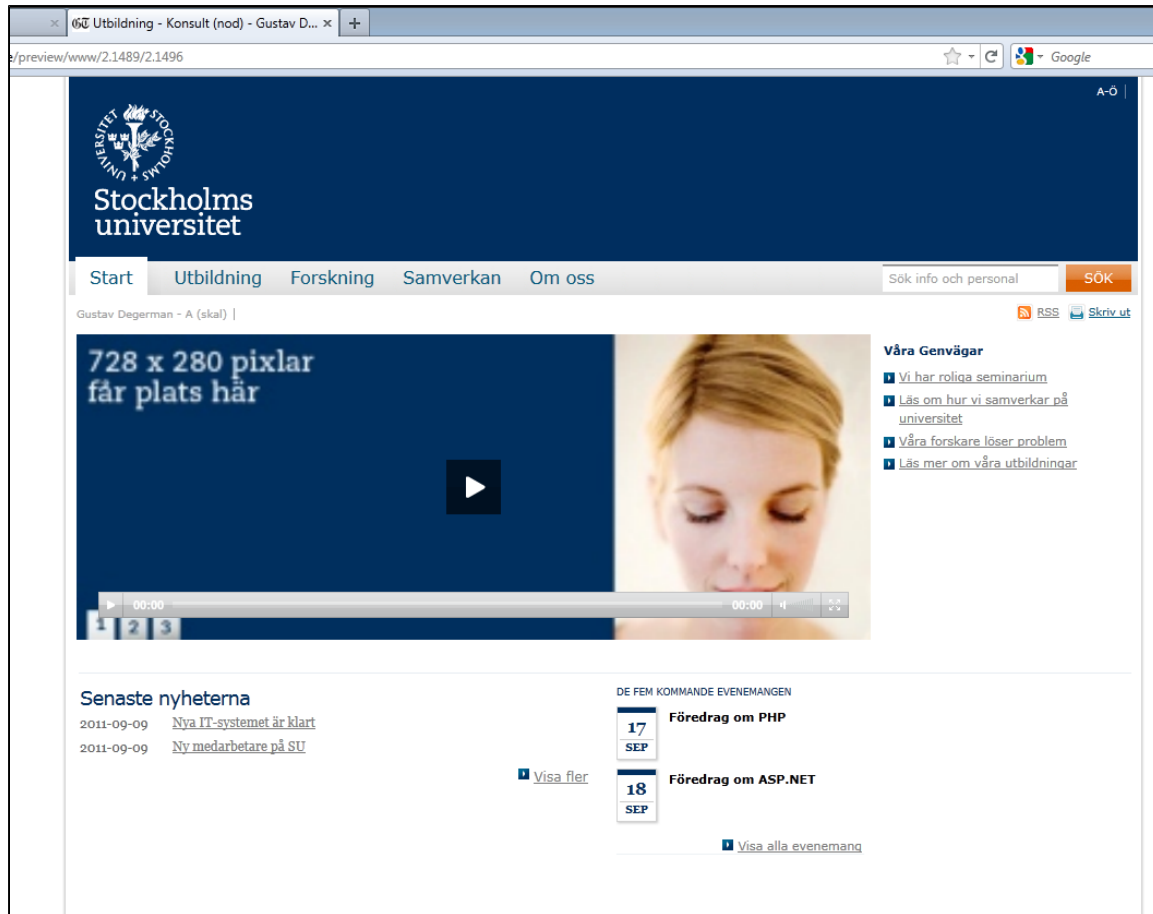 Utbildning - Konsult (nod) - Gustav D...
e/preview/www/2.1489/2.1496
Google
A-Ö
UNIVERSITET STOCKHOLMS
Stockholms
universitet
Start Utbildning Forskning Samverkan Om oss
Sök info och personal SÖK
Gustav Degerman - A (skal) |
RSS Skriv ut
728 x 280 pixlar
får plats här
00:00 00:00
1 2 3
Våra Genvägar
Vi har roliga seminarium
Läs om hur vi samverkar på
universitet
Våra forskare löser problem
Läs mer om våra utbildningar
Senaste nyheterna
2011-09-09 Nya IT-systemet är klart
2011-09-09 Ny medarbetare på SU
Visa fler
DE FEM KOMMANDE EVENEMANGEN
17
SEP
Föredrag om PHP
18
SEP
Föredrag om ASP.NET
Visa alla evenemang